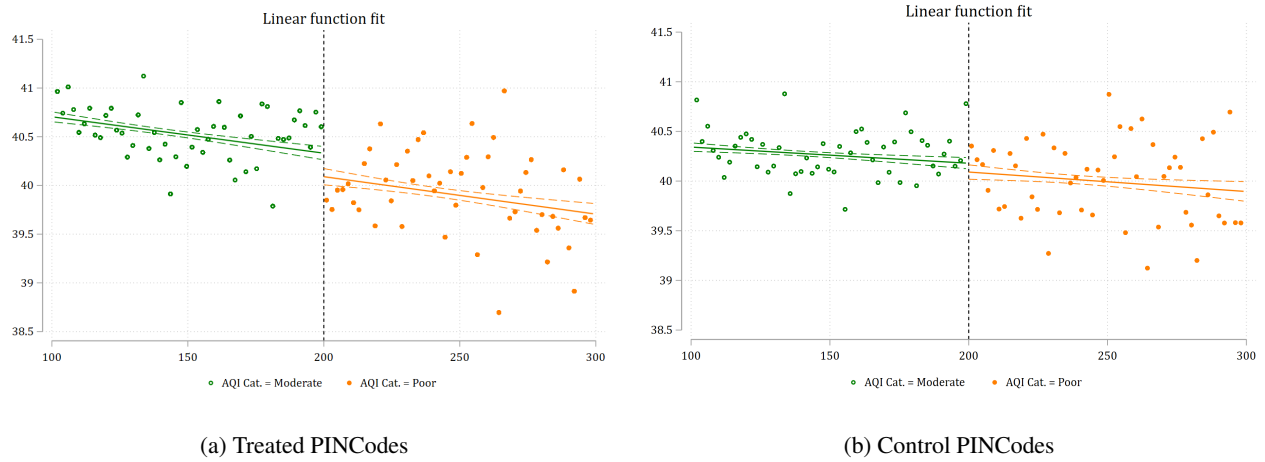 Linear function fit
41.5
41
40.5
40
39.5
39
38.5
100 150 200 250 300
AQI Cat. = Moderate AQI Cat. = Poor
(a) Treated PINCodes
Linear function fit
41.5
41
40.5
40
39.5
39
38.5
100 150 200 250 300
AQI Cat. = Moderate AQI Cat. = Poor
(b) Control PINCodes